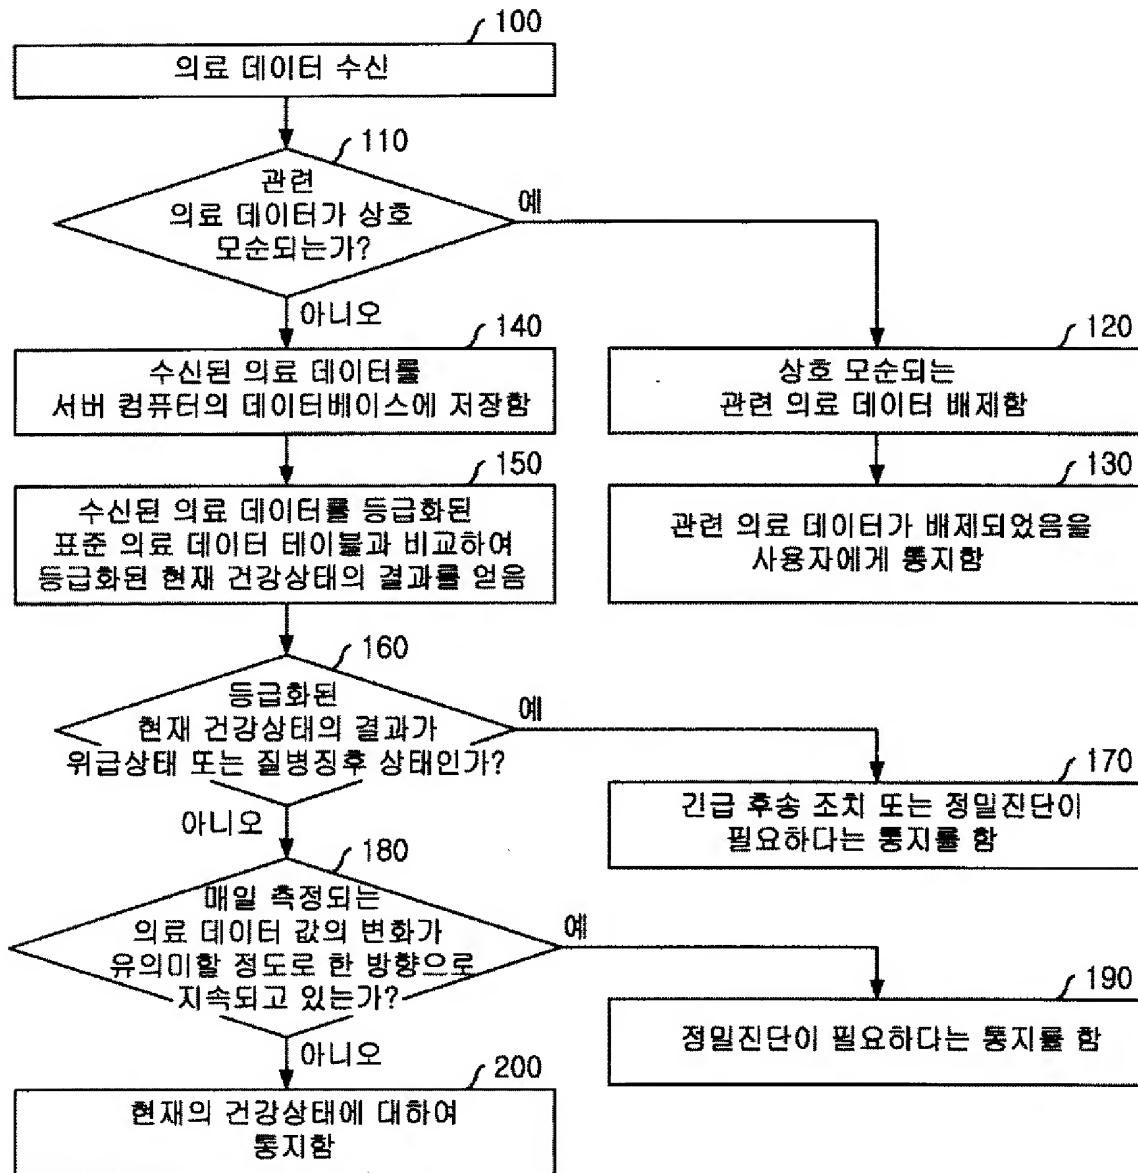 100
의료 데이터 수신
110
관련
의료 데이터가 상호
모순되는가?
예
아니오
140
수신된 의료 데이터를
서버 컴퓨터의 데이터베이스에 저장함
120
상호 모순되는
관련 의료 데이터 배제함
150
수신된 의료 데이터를 등급화된
표준 의료 데이터 테이블과 비교하여
등급화된 현재 건강상태의 결과를 얻음
130
관련 의료 데이터가 배제되었음을
사용자에게 통지함
160
등급화된
현재 건강상태의 결과가
위급상태 또는 질병징후 상태인가?
예
아니오
170
긴급 후송 조치 또는 정밀진단이
필요하다는 통지를 함
180
매일 측정되는
의료 데이터 값의 변화가
유의미할 정도로 한 방향으로
지속되고 있는가?
예
아니오
190
정밀진단이 필요하다는 통지를 함
200
현재의 건강상태에 대하여
통지함